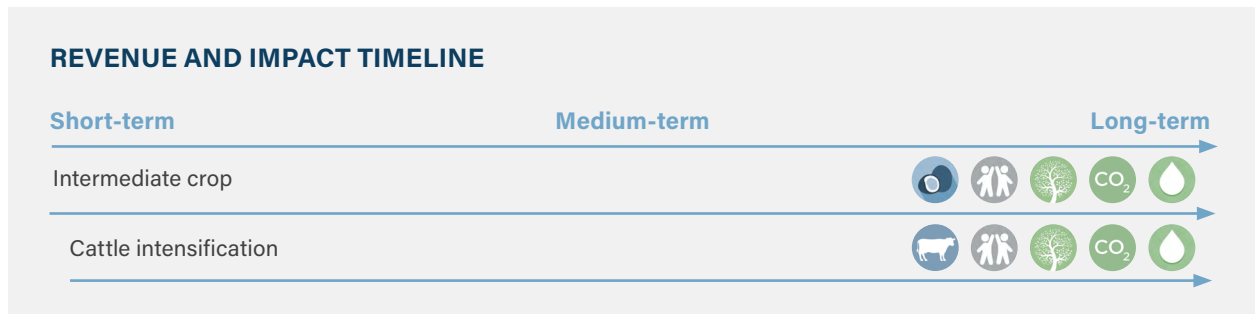 REVENUE AND IMPACT TIMELINE
Short-term Medium-term Long-term
Intermediate crop CO2
Cattle intensification CO2